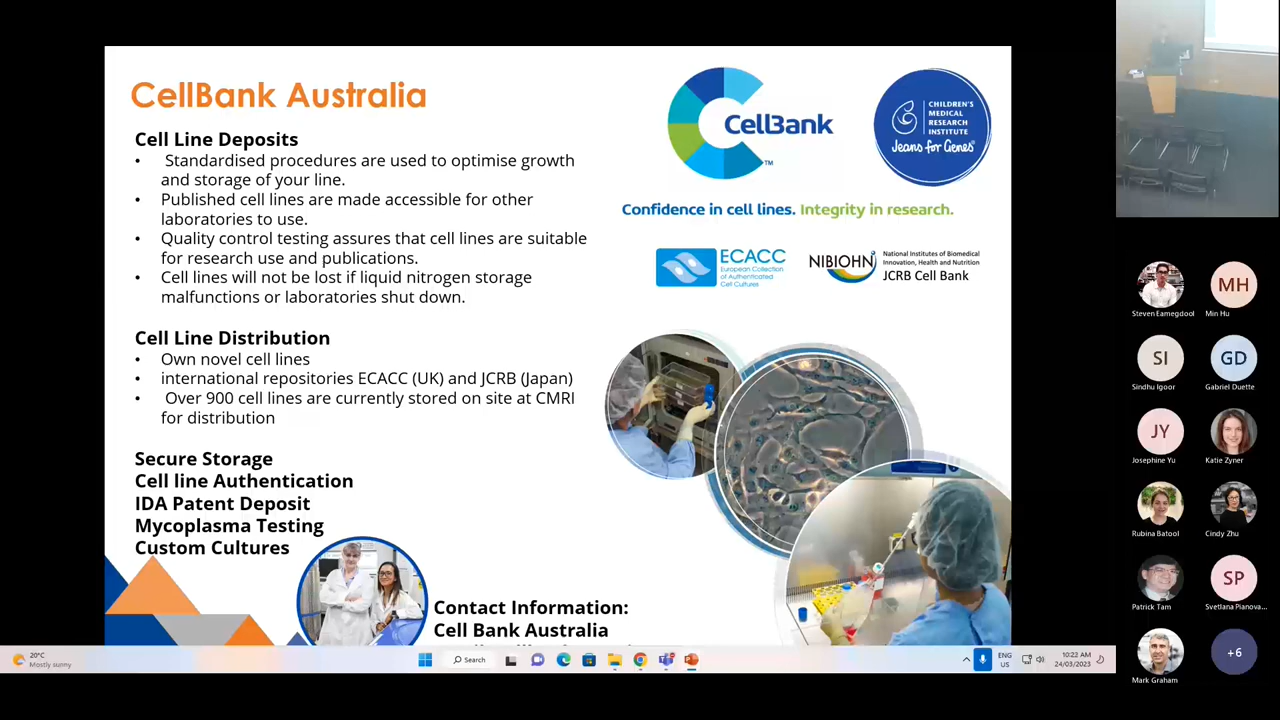 CellBank Australia
Cell Line Deposits
• Standardised procedures are used to optimise growth
and storage of your line.
• Published cell lines are made accessible for other
laboratories to use.
• Quality control testing assures that cell lines are suitable
for research use and publications.
• Cell lines will not be lost if liquid nitrogen storage
malfunctions or laboratories shut down.
Cell Line Distribution
• Own novel cell lines
• international repositories ECACC (UK) and JCRB (Japan)
• Over 900 cell lines are currently stored on site at CMRI
for distribution
Secure Storage
Cell line Authentication
IDA Patent Deposit
Mycoplasma Testing
Custom Cultures
Contact Information:
Cell Bank Australia
CellBank
TM
CHILDREN'S
MEDICAL
RESEARCH
INSTITUTE
Jeans for Genes
Confidence in cell lines. Integrity in research.
ECACC
European Collection
of Authenticated
Cell Cultures
NIBIOHN
National Institutes of Biomedical
Innovation, Health and Nutrition
JCRB Cell Bank
20°C
Mostly sunny
Search
ENG
US
10:22 AM
24/03/2023
MH
Steven Eamegdool
Min Hu
SI
GD
Sindhu Igoor
Gabriel Duette
JY
Josephine Yu
Katie Zyner
Rubina Batool
Cindy Zhu
SP
Patrick Tam
Svetlana Pianova...
+6
Mark Graham